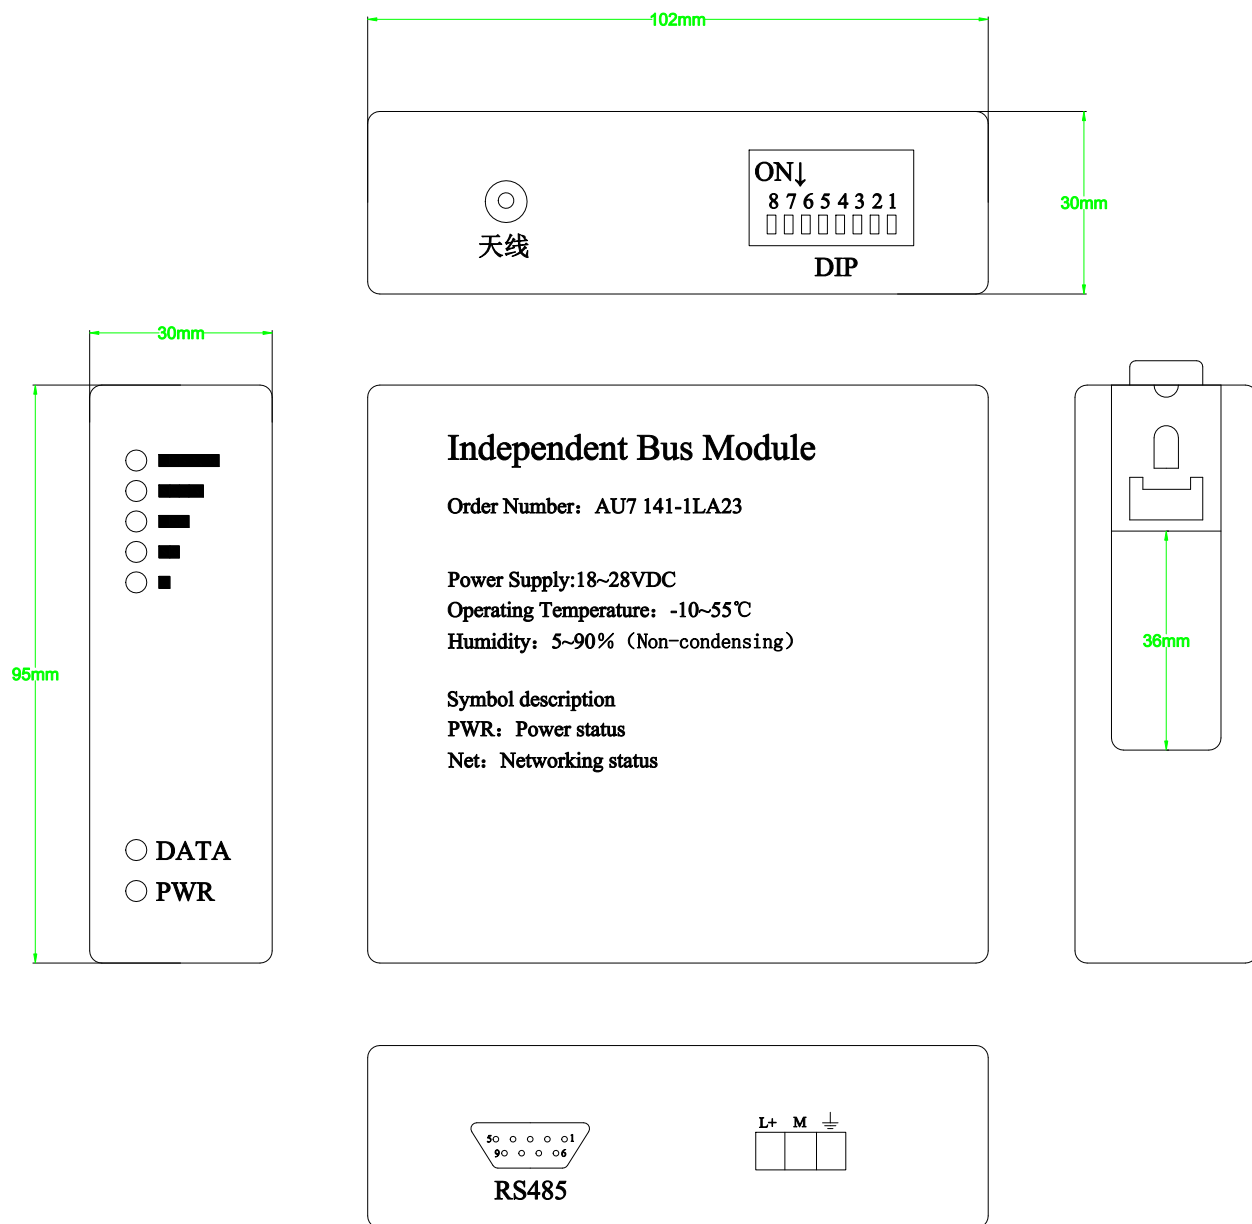 102mm
ON↓
8 7 6 5 4 3 2 1
30mm
天线
DIP
30mm
Independent Bus Module
Order Number：AU7 141-1LA23
Power Supply:18~28VDC
Operating Temperature：-10~55℃
Humidity：5~90%（Non-condensing）
36mm
95mm
Symbol description
PWR：Power status
Net：Networking status
DATA
PWR
L+ M
5 1
9 6
RS485